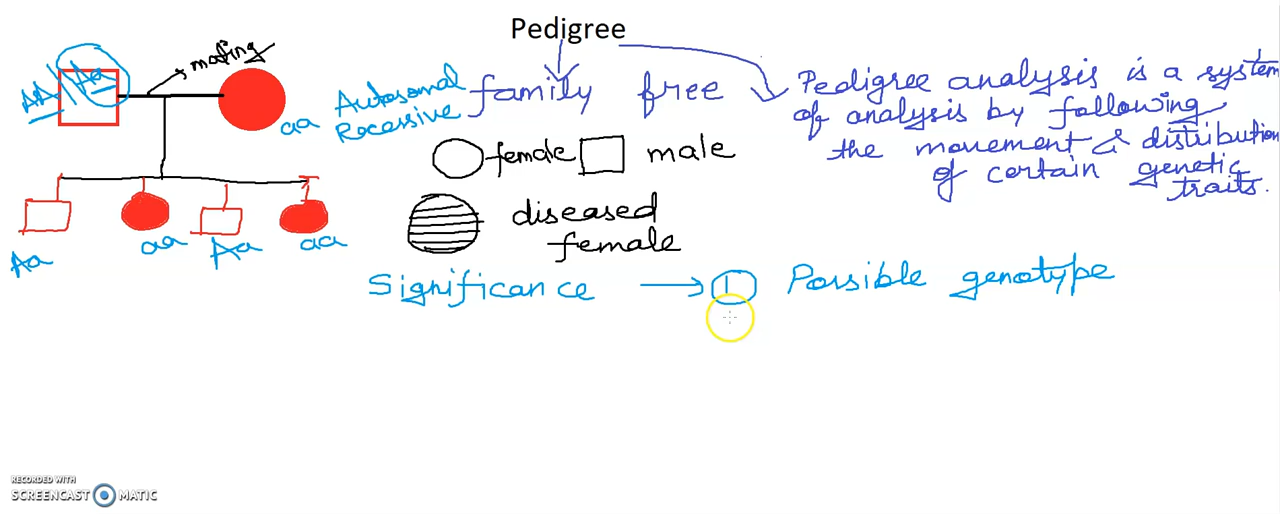 Pedigree
mating
AA Aa
aa
Autosomal
Recessive
family free
female male
diseased
female
Pedigree analysis is a system
of analysis by following
the movement & distribution
of certain genetic
traits.
Aa aa Aa aa
Significance → 1 Possible genotype
RECORDED WITH
SCREENCAST MATIC